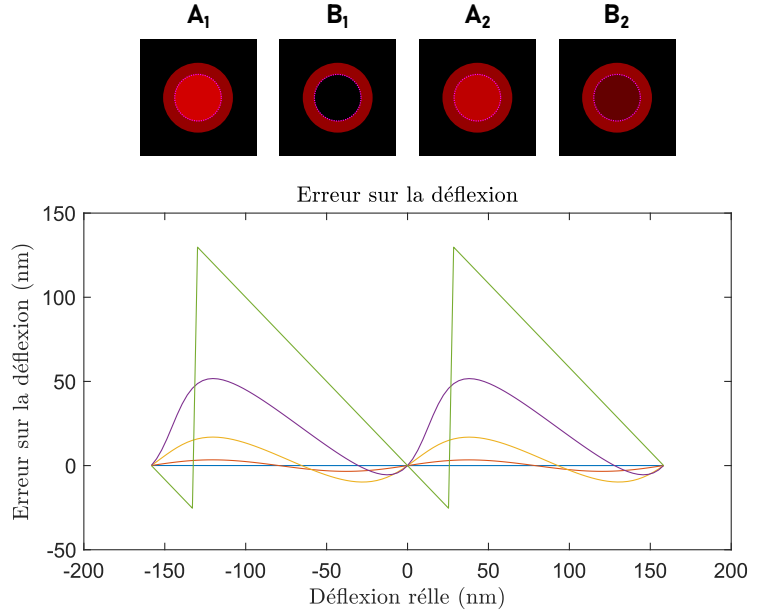 A₁ B₁ A₂ B₂
Erreur sur la déflexion
Erreur sur la déflexion (nm)
150
100
50
0
-50
-200 -150 -100 -50 0 50 100 150 200
Déflexion rélle (nm)